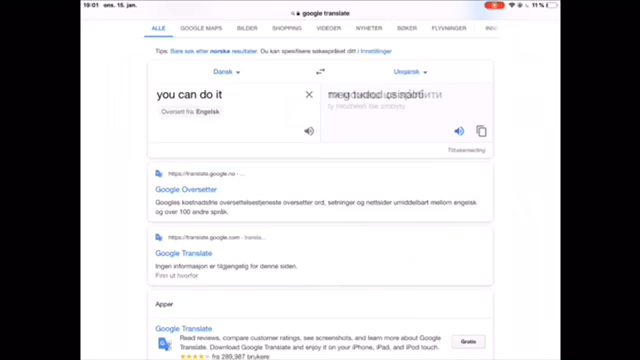 19:01 ons. 15. jan.
11 %
google translate
ALLE GOOGLE MAPS BILDER SHOPPING VIDEOER NYHETER BØKER FLYVNINGER
Tips: Bare søk etter norske resultater. Du kan spesifisere søkespråket ditt i Innstillinger
Dansk Ungarsk
you can do it
Oversett fra: Engelsk
Tilbakemelding
https://translate.google.no › ...
Google Oversetter
Googles kostnadsfrie oversettelsestjeneste oversetter ord, setninger og nettsider umiddelbart mellom engelsk
og over 100 andre språk.
https://translate.google.com › transla...
Google Translate
Ingen informasjon er tilgjengelig for denne siden.
Finn ut hvorfor
Apper
Google Translate
Read reviews, compare customer ratings, see screenshots, and learn more about Google
Translate. Download Google Translate and enjoy it on your iPhone, iPad, and iPod touch.
Gratis
fra 289,987 brukere